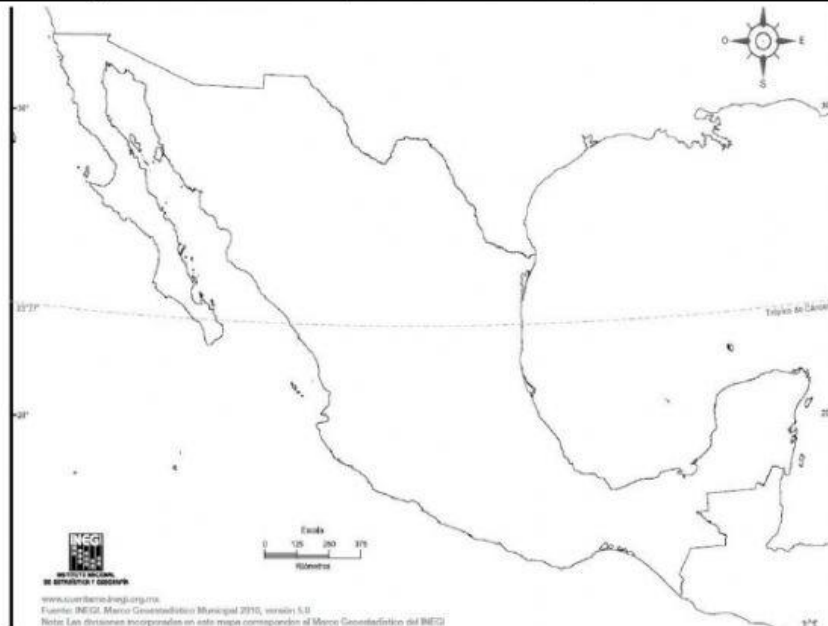 O E
S
30°
23°27'
Trópico de Cáncer
20°
INEGI
INSTITUTO NACIONAL
DE ESTADÍSTICA Y GEOGRAFÍA
Escala
0 125 250 375
Kilómetros
www.cuentame.inegi.org.mx
Fuente: INEGI. Marco Geoestadístico Municipal 2010, versión 5.0
Nota: Las divisiones incorporadas en este mapa corresponden al Marco Geoestadístico del INEGI